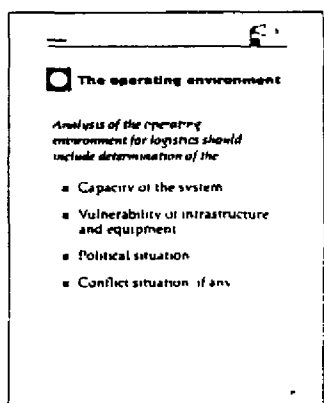 The operating environment
Analysis of the operating
environment for logistics should
include determination of the
■ Capacity of the system
■ Vulnerability of infrastructure
and equipment
■ Political situation
■ Conflict situation if any